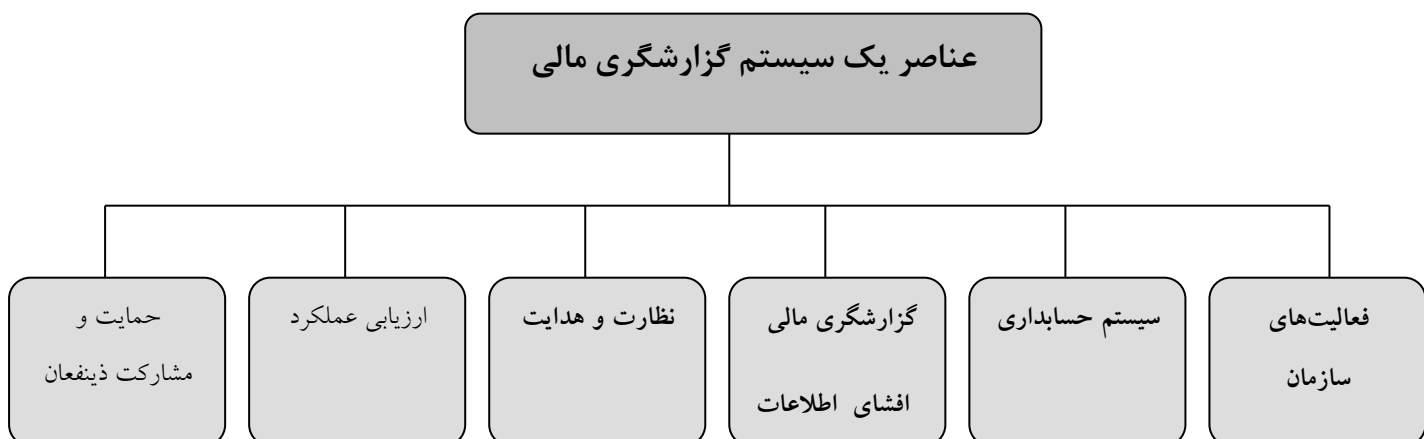 عناصر یک سیستم گزارشگری مالی
فعالیت‌های
سازمان
سیستم حسابداری
گزارشگری مالی
افشای اطلاعات
نظارت و هدایت
ارزیابی عملکرد
حمایت و
مشارکت ذینفعان